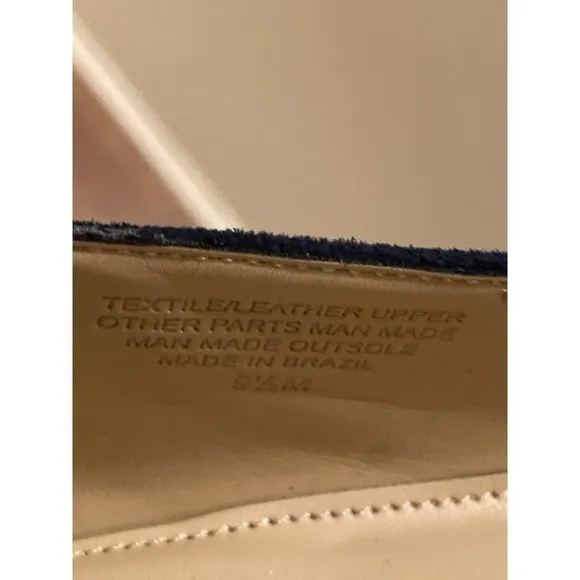 TEXTILE/LEATHER UPPER
OTHER PARTS MAN MADE
MAN MADE OUTSOLE
MADE IN BRAZIL
9½M